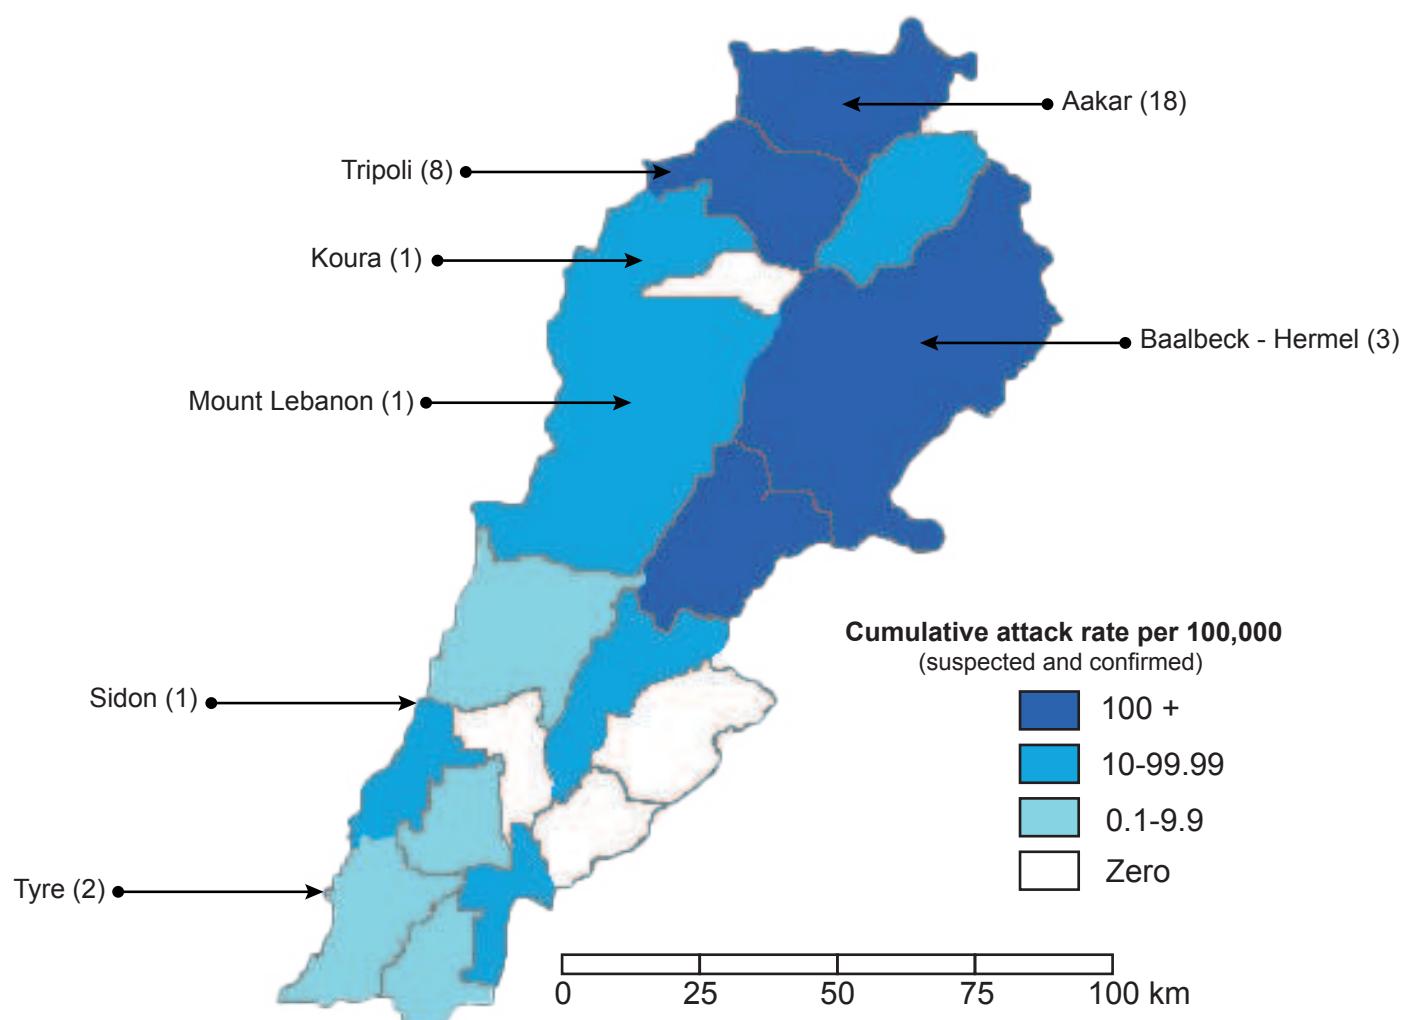 Aakar (18)
Tripoli (8)
Koura (1)
Baalbeck - Hermel (3)
Mount Lebanon (1)
Cumulative attack rate per 100,000
(suspected and confirmed)
Sidon (1)
100 +
10-99.99
0.1-9.9
Zero
Tyre (2)
0 25 50 75 100 km